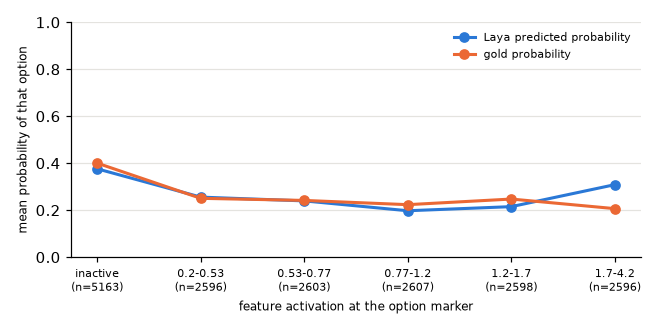 1.0
0.8
0.6
0.4
0.2
0.0
mean probability of that option
Laya predicted probability
gold probability
inactive
(n=5163)
0.2-0.53
(n=2596)
0.53-0.77
(n=2603)
0.77-1.2
(n=2607)
1.2-1.7
(n=2598)
1.7-4.2
(n=2596)
feature activation at the option marker